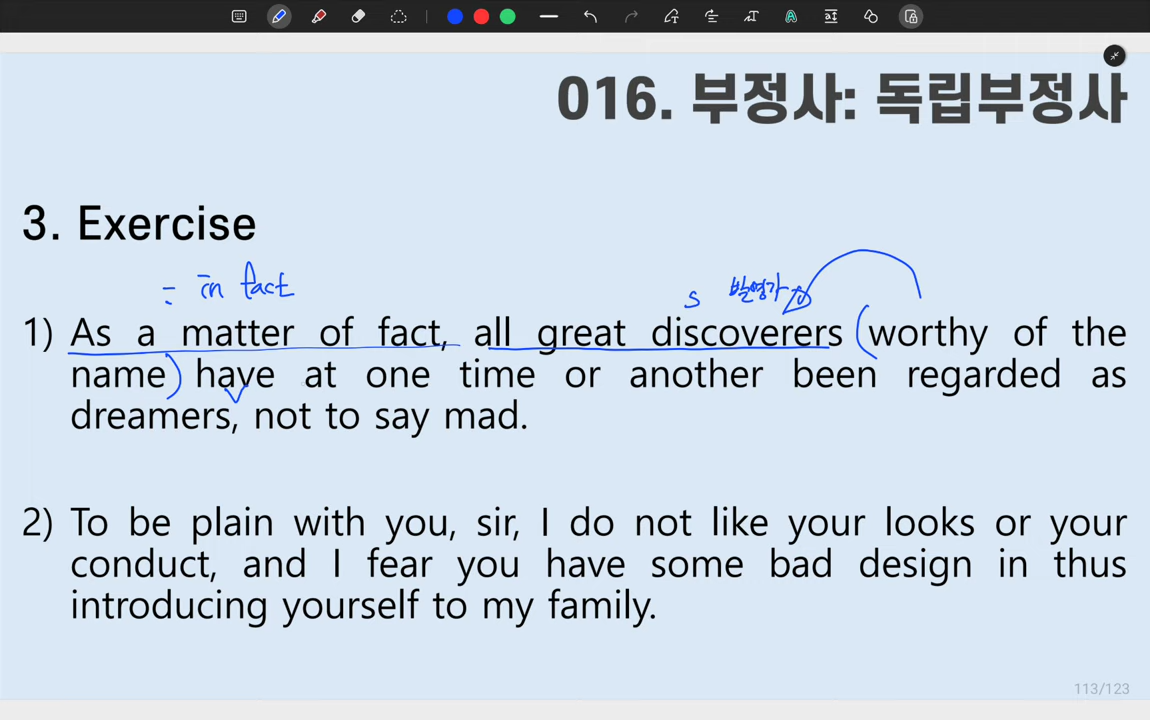 016. 부정사: 독립부정사
3. Exercise
= in fact
S 발명가
1) As a matter of fact, all great discoverers (worthy of the
name) have at one time or another been regarded as
dreamers, not to say mad.
2) To be plain with you, sir, I do not like your looks or your
conduct, and I fear you have some bad design in thus
introducing yourself to my family.
113/123